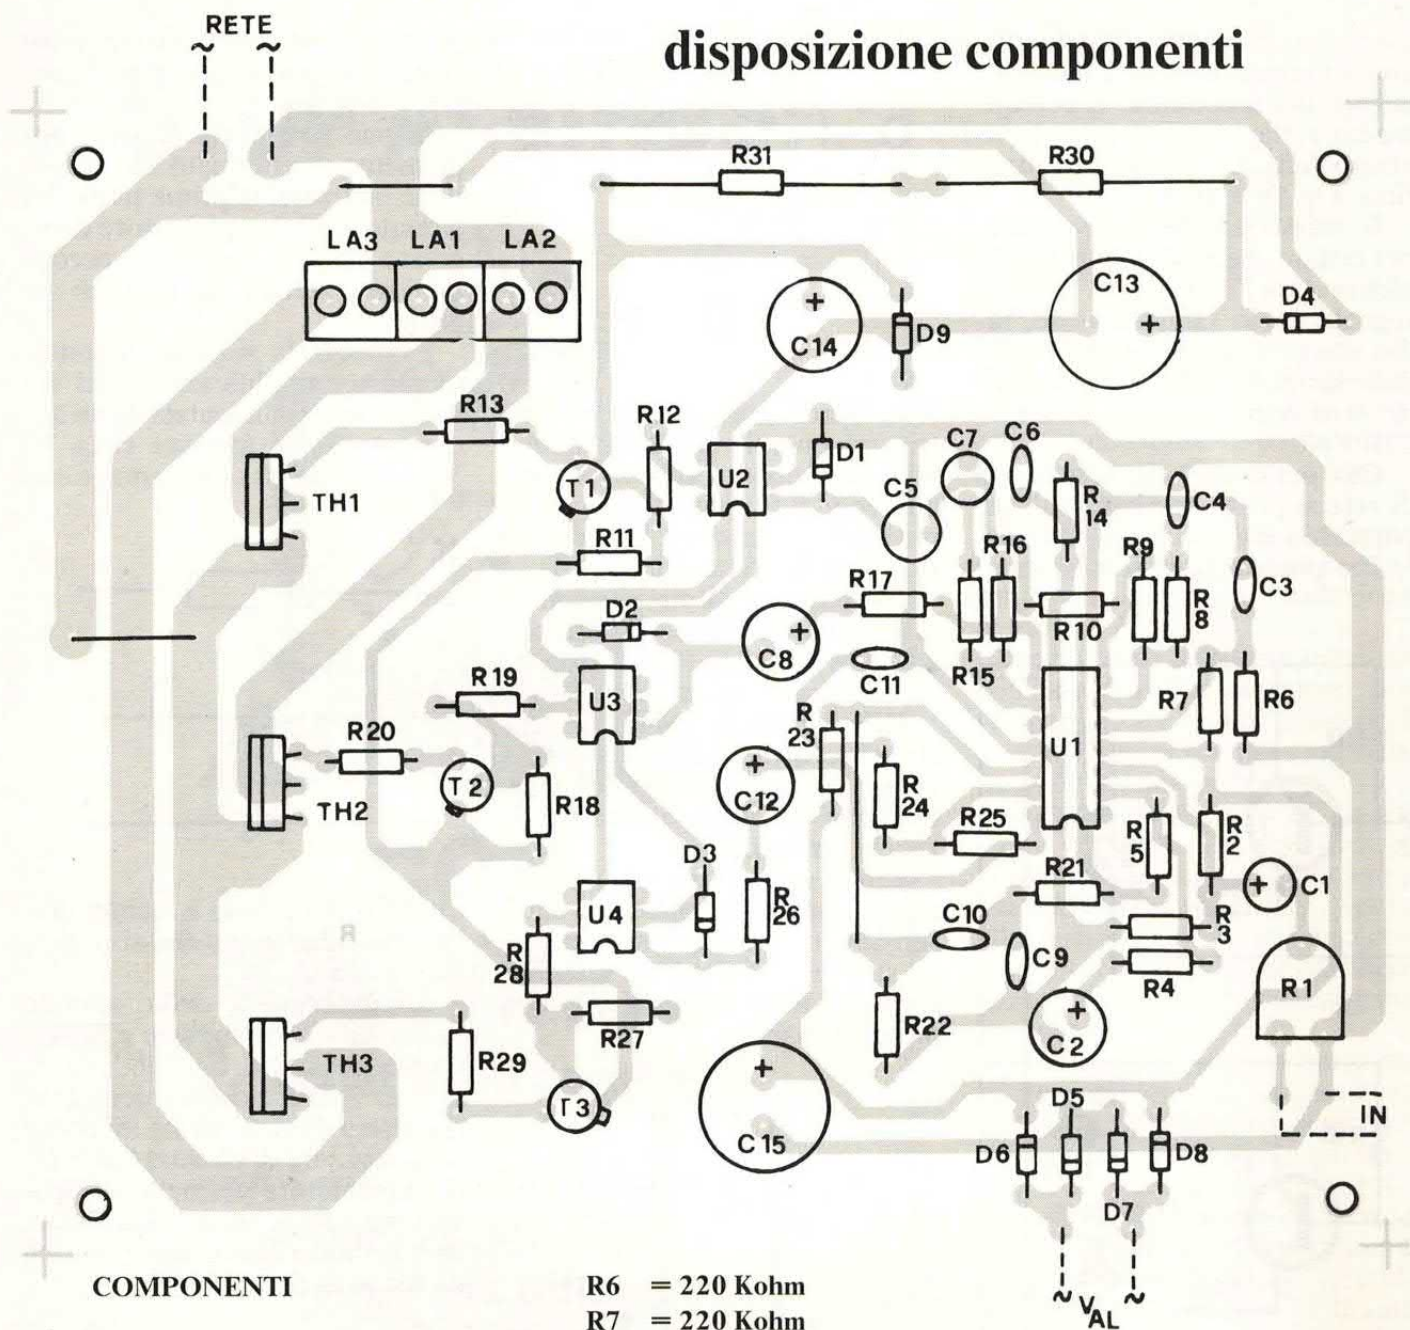 RETE
~ ~
disposizione componenti
R31
R30
LA3 LA1 LA2
C13
D4
+
+
C14
D9
R13
R12
C6
C7
D1
U2
C5
T1
R
14
C4
TH1
R11
R16
R9
R17
C3
D2
R
8
R10
+
C8
C11
R15
R19
U3
R7
R6
R
23
R20
U1
+
T2
C12
R
24
TH2
R18
R25
R
5
R
2
D3
R21
+
C1
R
26
U4
C10
R
3
R
28
C9
R4
R1
+
R27
R22
C2
TH3
R29
+
T3
D5
IN
C15
D6
D8
D7
COMPONENTI
R6 = 220 Kohm
~ VAL ~
R7 = 220 Kohm